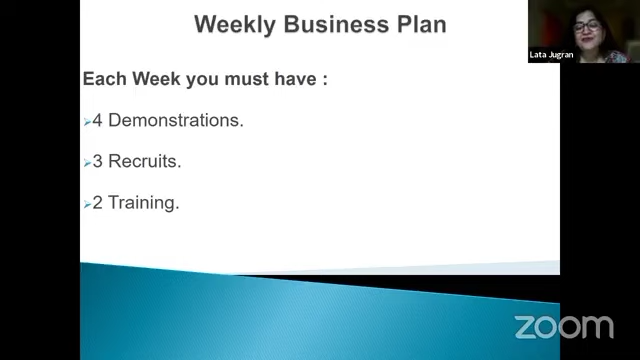 Weekly Business Plan
Lata Jugran
Each Week you must have :
4 Demonstrations.
3 Recruits.
2 Training.
zoom